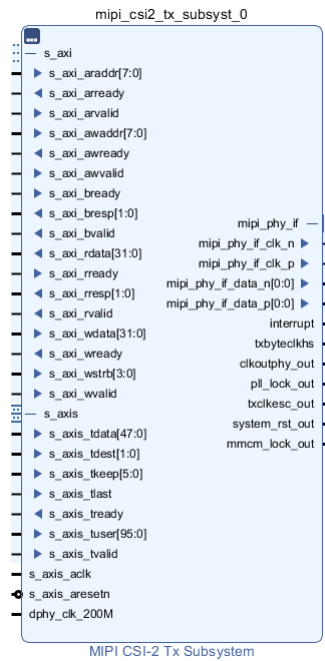 mipi_csi2_tx_subsyst_0
s_axi
s_axi_araddr[7:0]
s_axi_arready
s_axi_arvalid
s_axi_awaddr[7:0]
s_axi_awready
s_axi_awvalid
s_axi_bready
s_axi_bresp[1:0]
s_axi_bvalid
s_axi_rdata[31:0]
s_axi_rready
s_axi_rresp[1:0]
s_axi_rvalid
s_axi_wdata[31:0]
s_axi_wready
s_axi_wstrb[3:0]
s_axi_wvalid
s_axis
s_axis_tdata[47:0]
s_axis_tdest[1:0]
s_axis_tkeep[5:0]
s_axis_tlast
s_axis_tready
s_axis_tuser[95:0]
s_axis_tvalid
s_axis_aclk
s_axis_aresetn
dphy_clk_200M
mipi_phy_if
mipi_phy_if_clk_n
mipi_phy_if_clk_p
mipi_phy_if_data_n[0:0]
mipi_phy_if_data_p[0:0]
interrupt
txbyteclkhs
clkoutphy_out
pll_lock_out
txclkesc_out
system_rst_out
mmcm_lock_out
MIPI CSI-2 Tx Subsystem